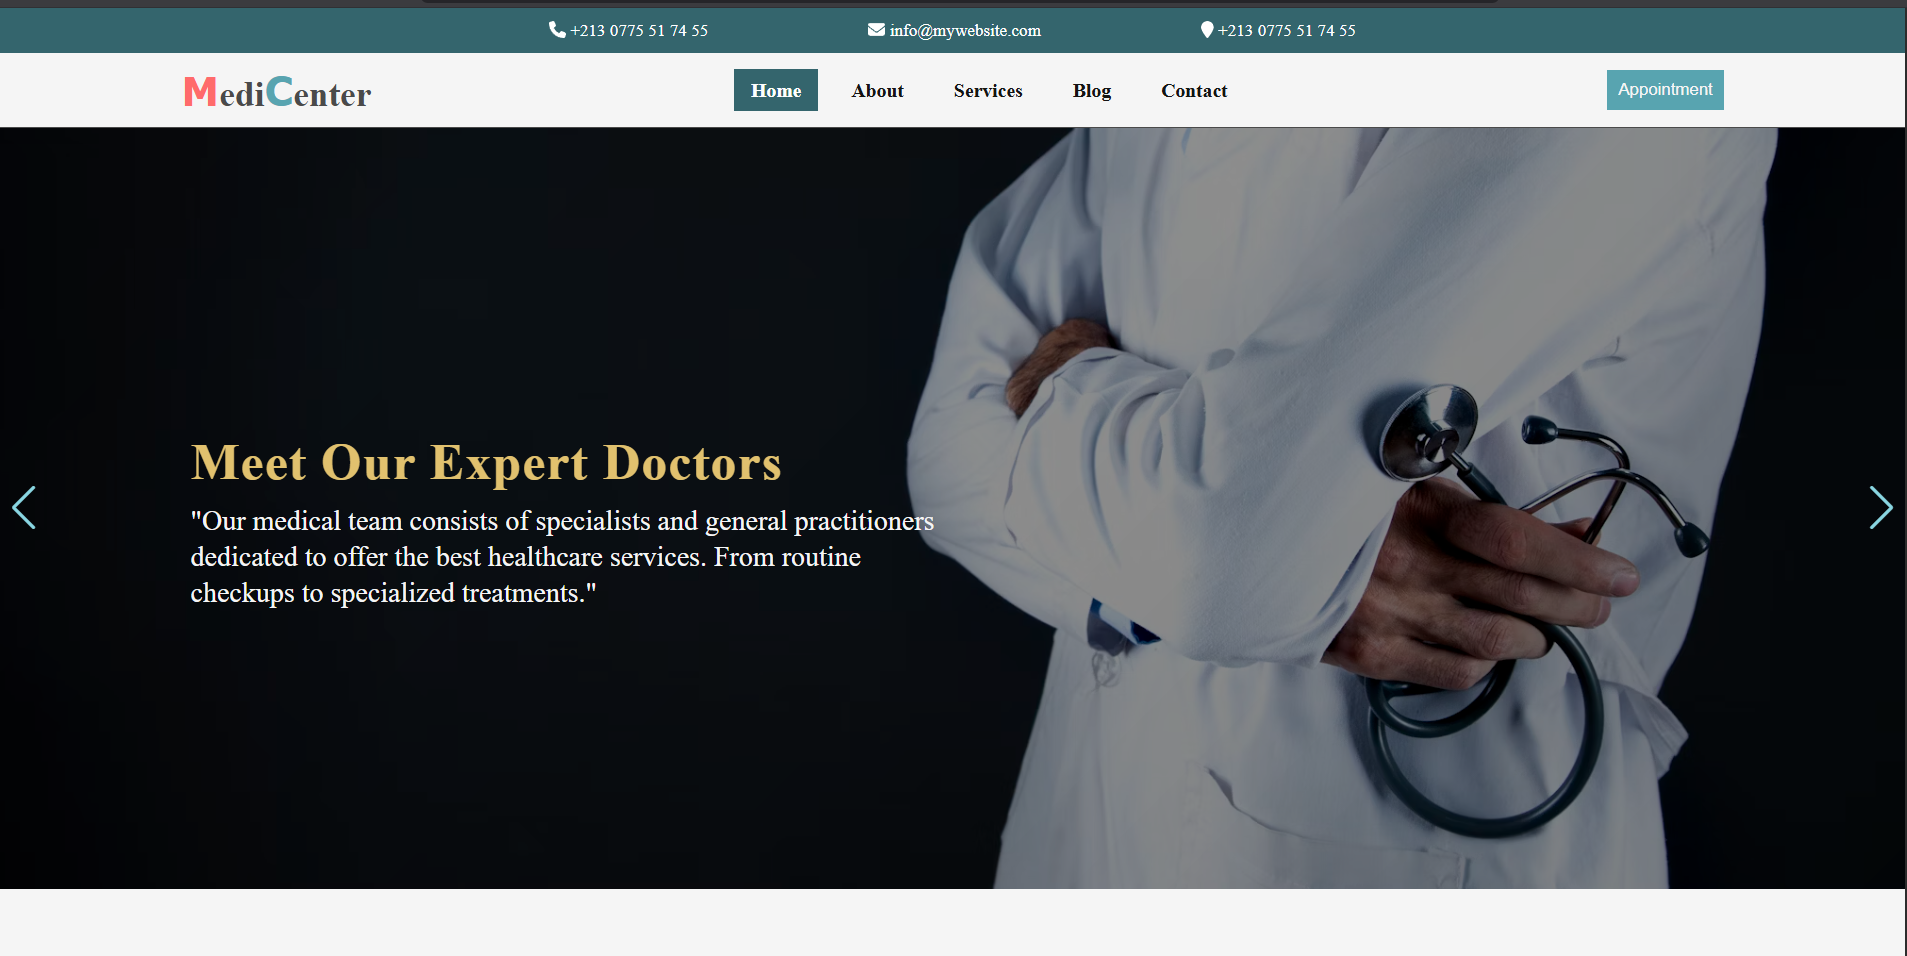 +213 0775 51 74 55 info@mywebsite.com +213 0775 51 74 55
MediCenter Home About Services Blog Contact Appointment
Meet Our Expert Doctors
"Our medical team consists of specialists and general practitioners
dedicated to offer the best healthcare services. From routine
checkups to specialized treatments."